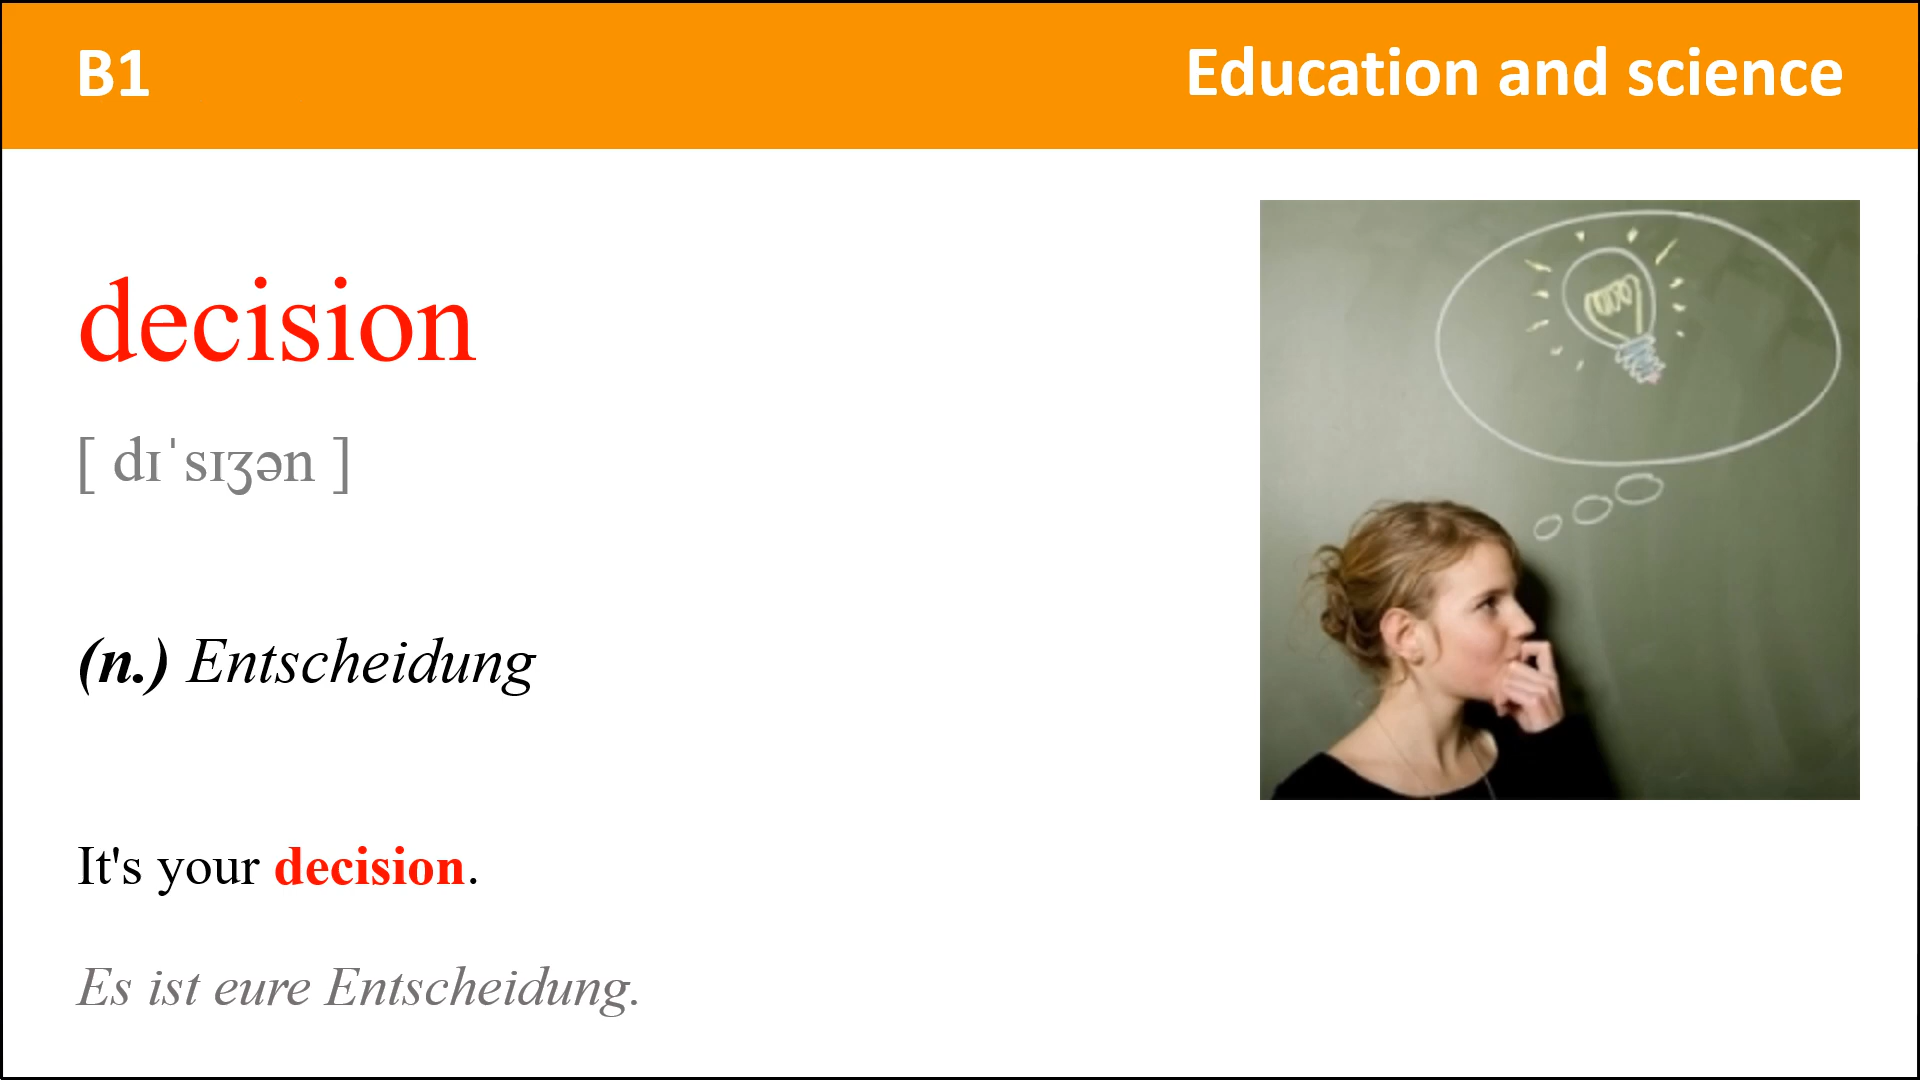 B1
Education and science
decision
[ dɪˈsɪʒən ]
(n.) Entscheidung
It's your decision.
Es ist eure Entscheidung.